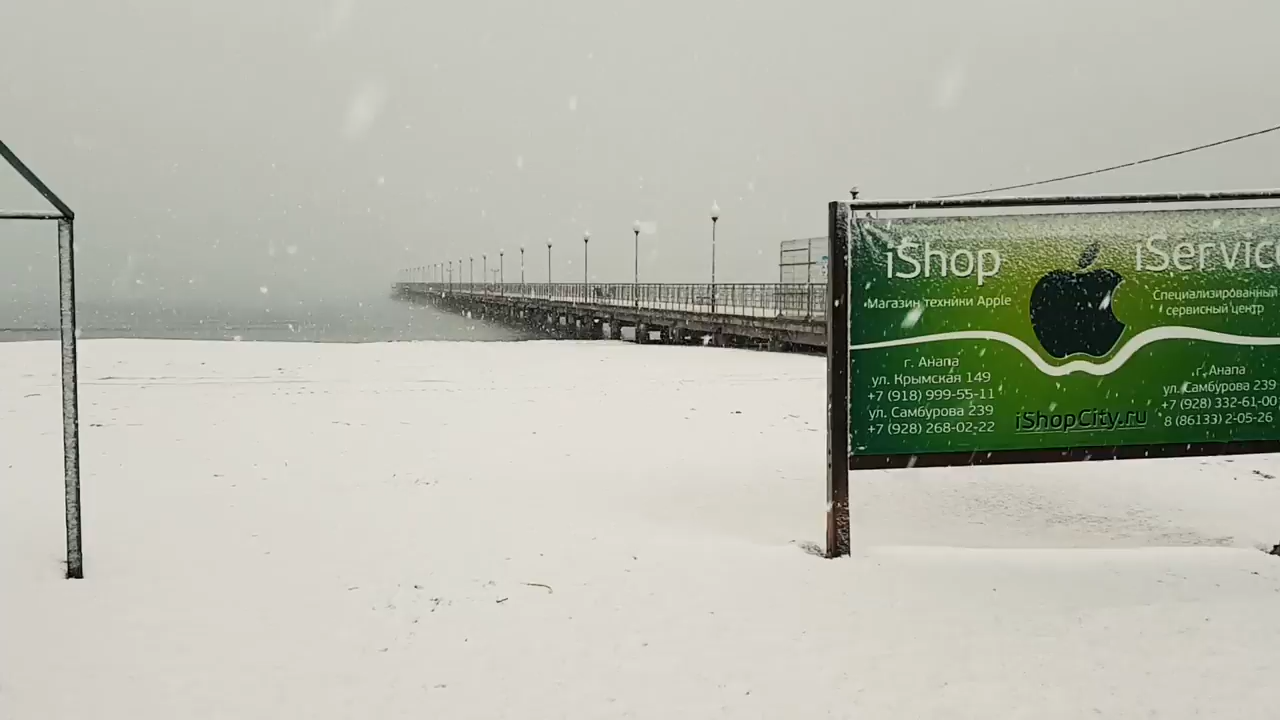 iShop
Магазин техники Apple
г. Анапа
ул. Крымская 149
+7 (918) 999-55-11
ул. Самбурова 239
+7 (928) 268-02-22
iShopCity.ru
iService
Специализированный
сервисный центр
г. Анапа
ул. Самбурова 239
+7 (928) 332-61-00
8 (86133) 2-05-26